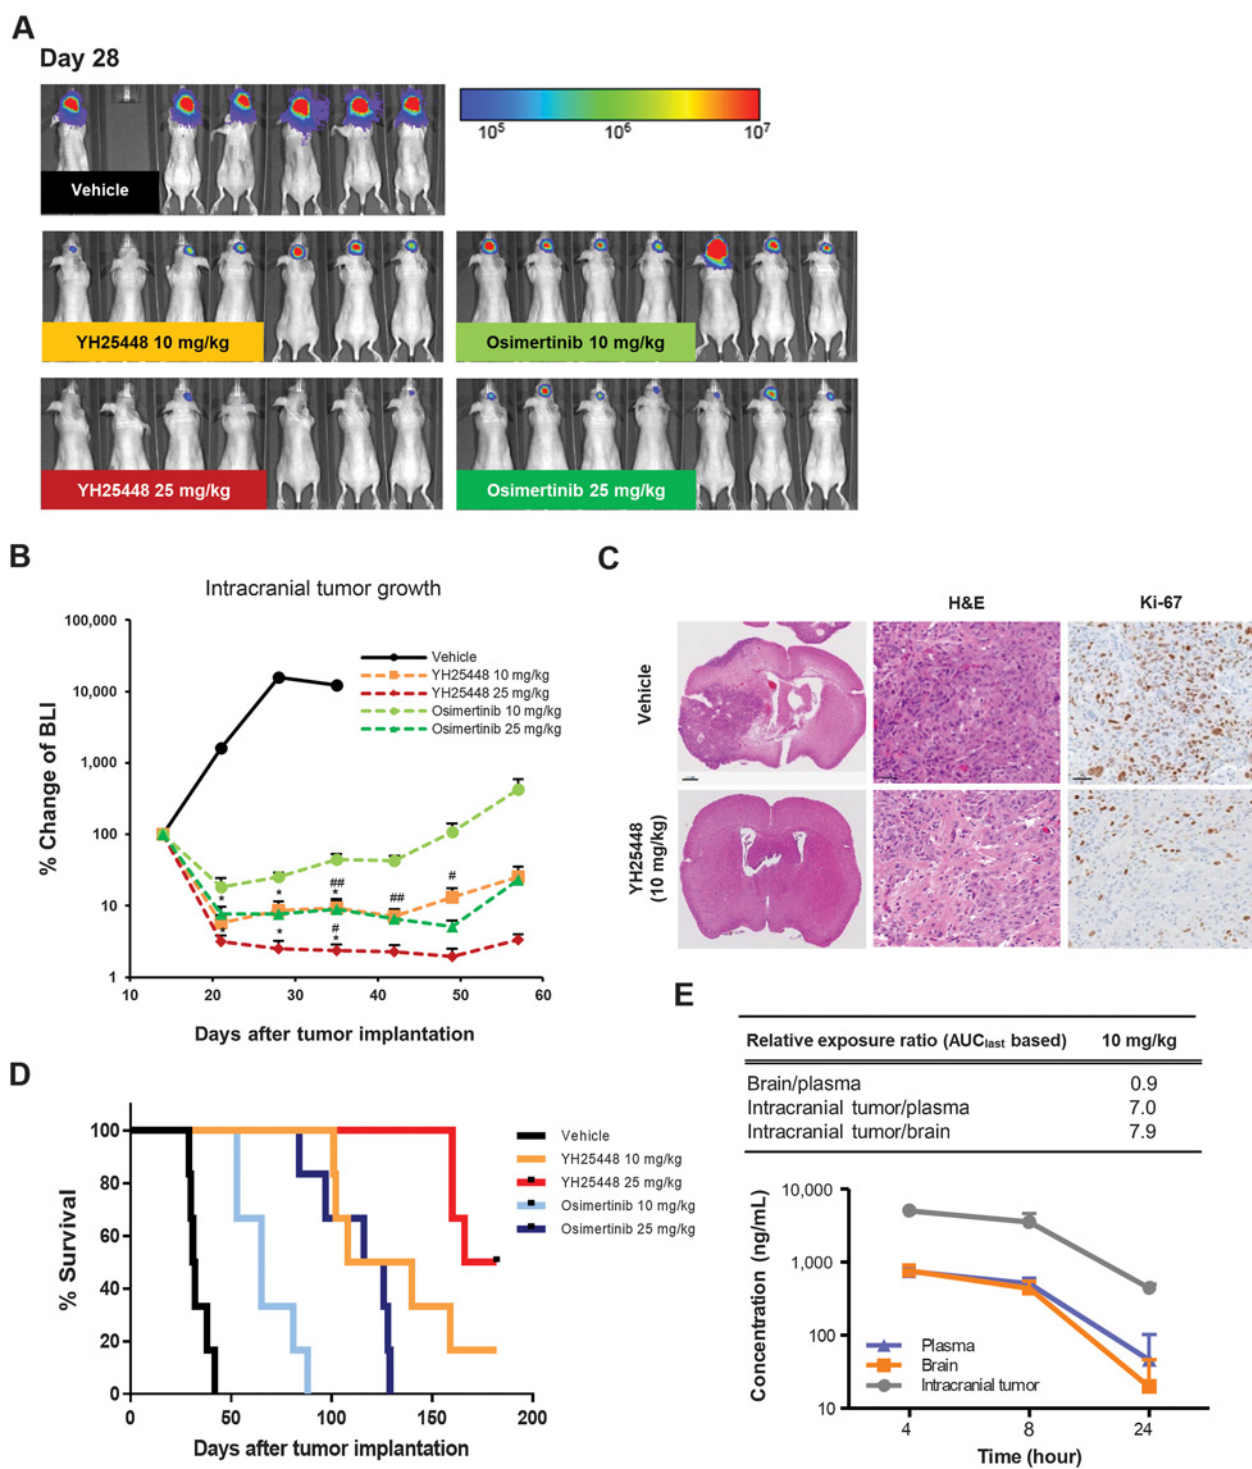 A
Day 28
Vehicle
10⁵ 10⁶ 10⁷
YH25448 10 mg/kg
Osimertinib 10 mg/kg
YH25448 25 mg/kg
Osimertinib 25 mg/kg
B
Intracranial tumor growth
% Change of BLI
100,000
10,000
1,000
100
10
1
Vehicle
YH25448 10 mg/kg
YH25448 25 mg/kg
Osimertinib 10 mg/kg
Osimertinib 25 mg/kg
*
*
##
*
##
#
*
*
#
*
10 20 30 40 50 60
Days after tumor implantation
C
H&E Ki-67
Vehicle
YH25448
(10 mg/kg)
D
% Survival
100
80
60
40
20
0
Vehicle
YH25448 10 mg/kg
YH25448 25 mg/kg
Osimertinib 10 mg/kg
Osimertinib 25 mg/kg
0 50 100 150 200
Days after tumor implantation
E
Relative exposure ratio (AUClast based) 10 mg/kg
Brain/plasma 0.9
Intracranial tumor/plasma 7.0
Intracranial tumor/brain 7.9
Concentration (ng/mL)
10,000
1,000
100
10
Plasma
Brain
Intracranial tumor
4 8 24
Time (hour)